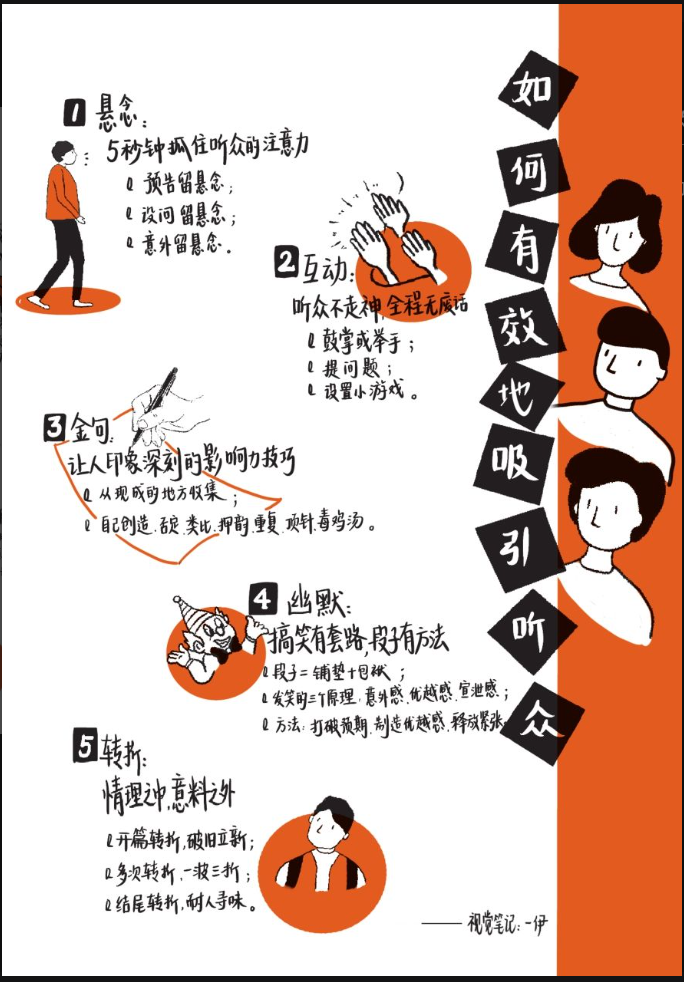 如何有效地吸引听众
1 悬念:
5秒钟抓住听众的注意力
预告留悬念;
设问留悬念;
意外留悬念。
2 互动:
听众不走神,全程无废话
鼓掌或举手;
提问题;
设置小游戏。
3 金句:
让人印象深刻的影响力技巧
从现成的地方收集;
自己创造、否定、类比、押韵、重复、顶针、毒鸡汤。
4 幽默:
搞笑有套路,段子有方法
段子=铺垫+包袱;
发笑的三个原理:意外感、优越感、宣泄感;
方法:打破预期、制造优越感、释放紧张
5 转折:
情理之中,意料之外
开篇转折,破旧立新;
多次转折,一波三折;
结尾转折,耐人寻味。
——视觉笔记:一伊